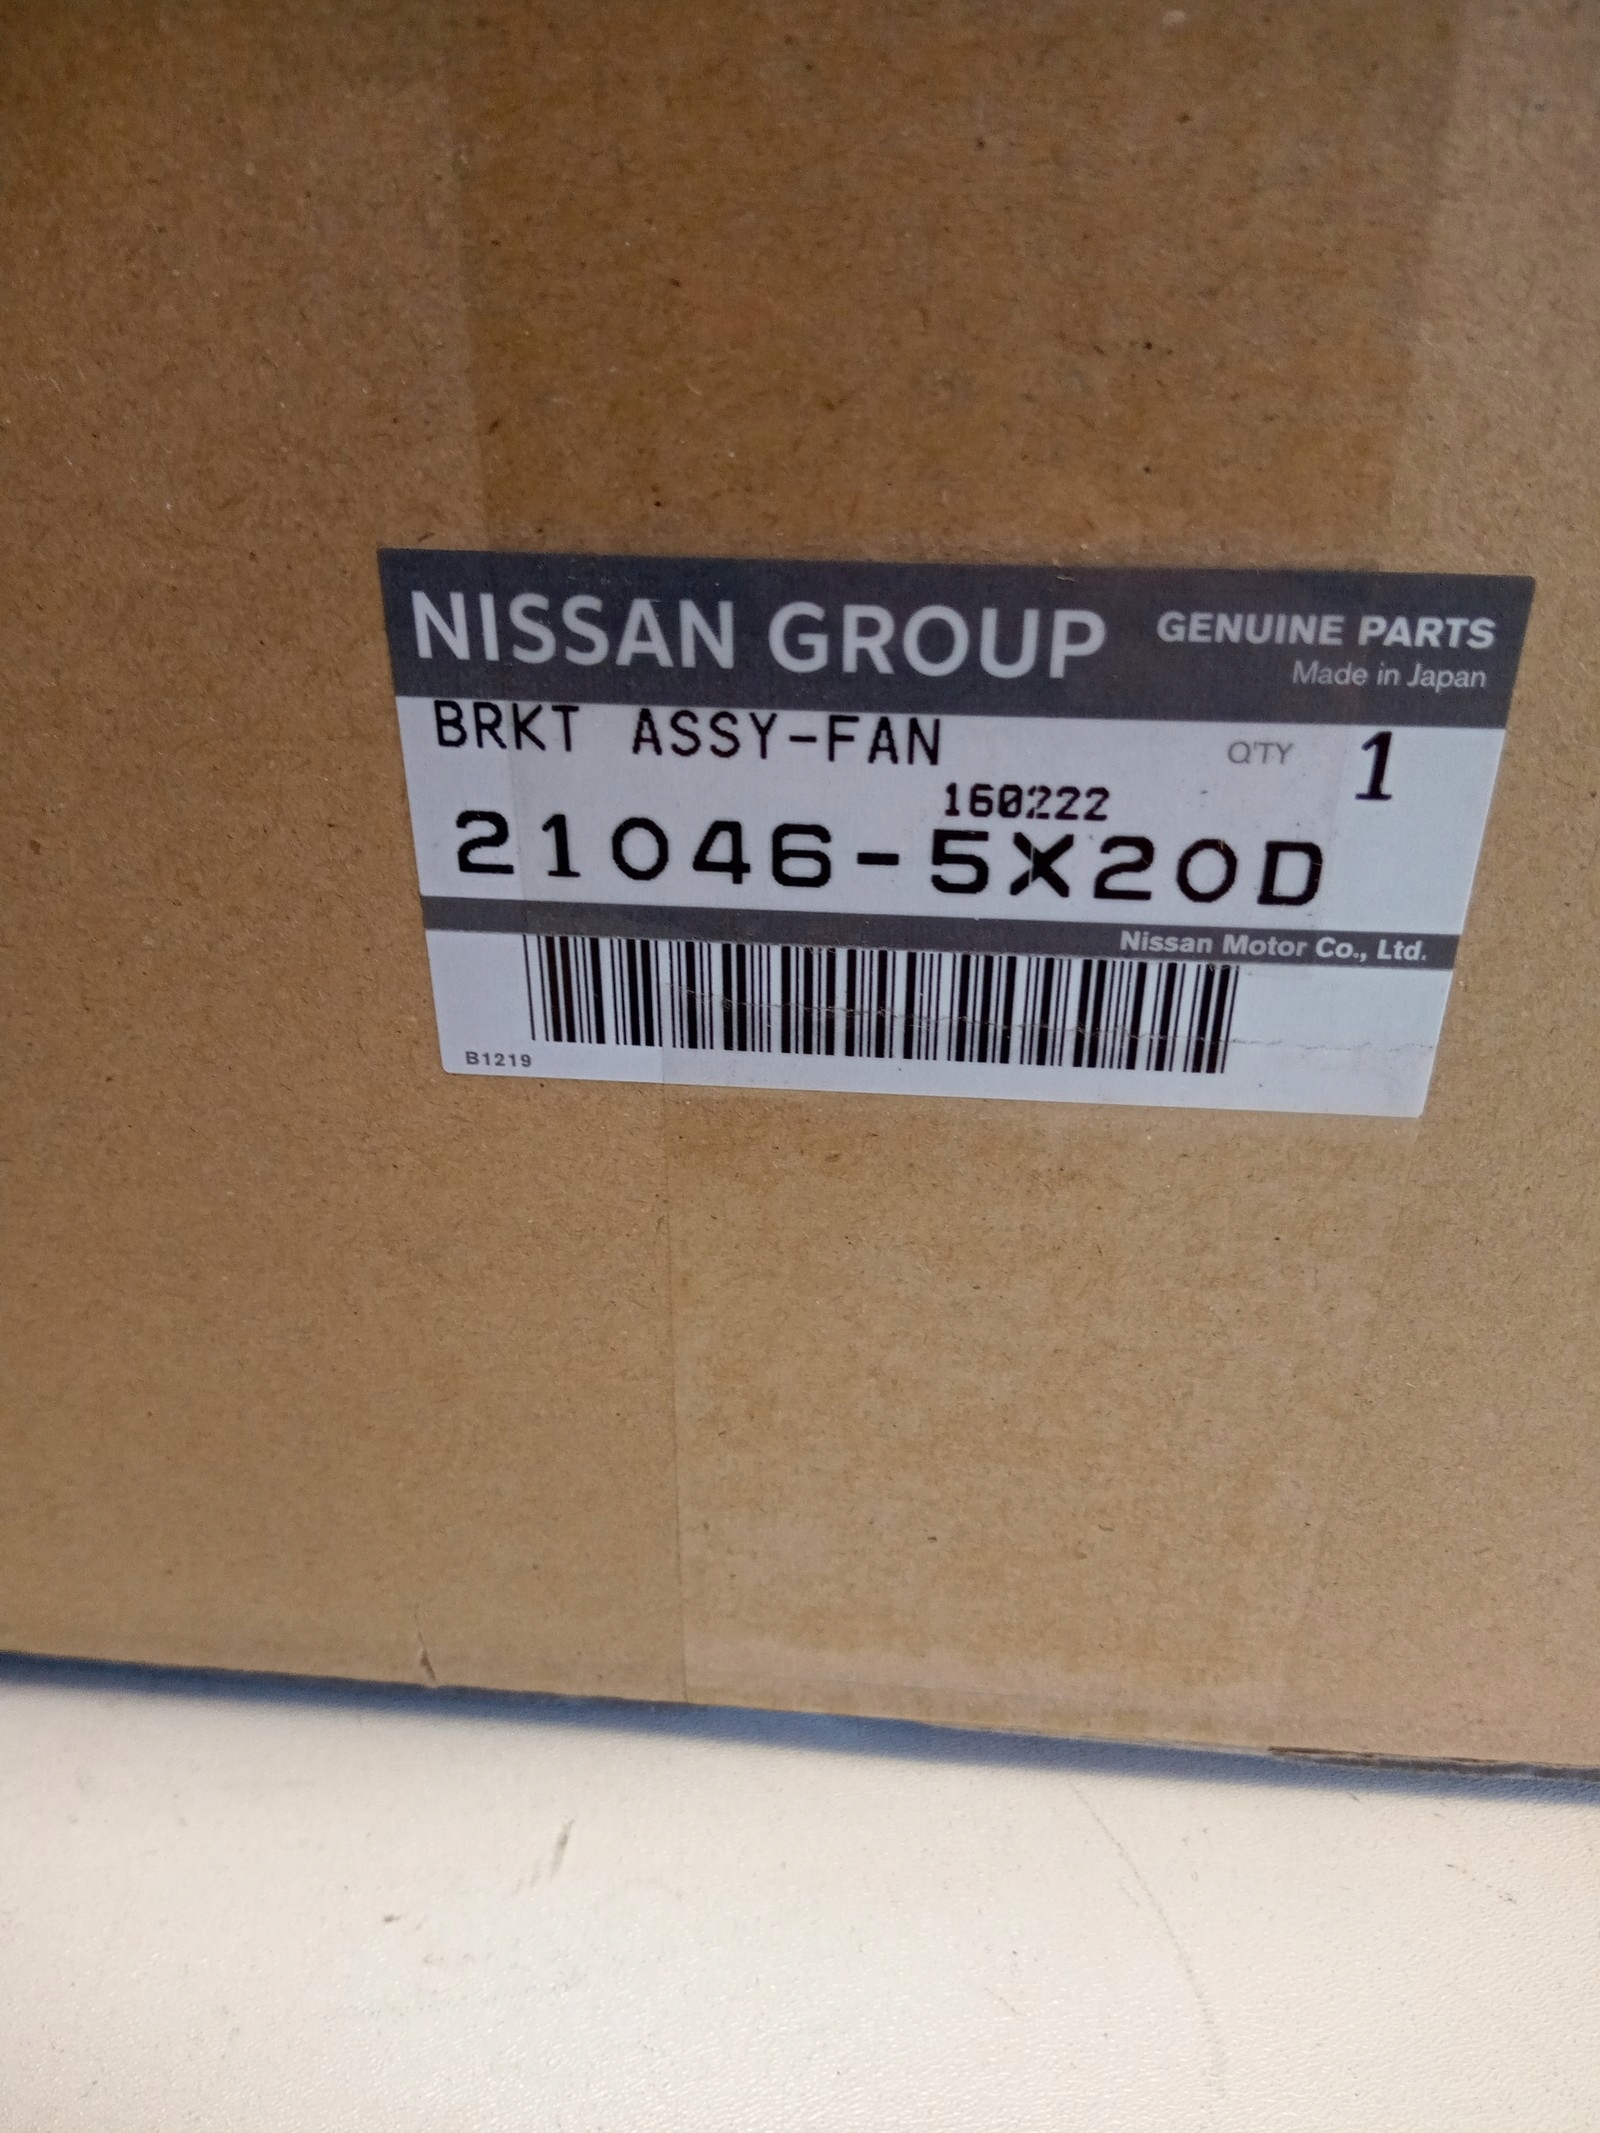 NISSAN GROUP GENUINE PARTS
Made in Japan
BRKT ASSY-FAN Q'TY 1
160222
21046-5X20D
Nissan Motor Co., Ltd.
B1219